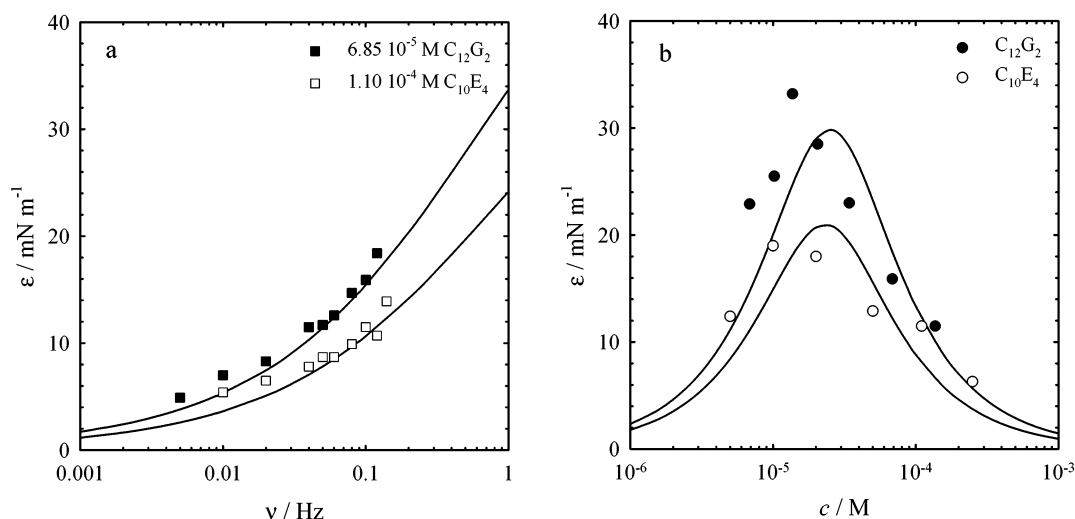 a
■ 6.85 10⁻⁵ M C₁₂G₂
□ 1.10 10⁻⁴ M C₁₀E₄
40
30
20
10
0
ε / mN m⁻¹
0.001 0.01 0.1 1
ν / Hz
b
● C₁₂G₂
○ C₁₀E₄
40
30
20
10
0
ε / mN m⁻¹
10⁻⁶ 10⁻⁵ 10⁻⁴ 10⁻³
c / M